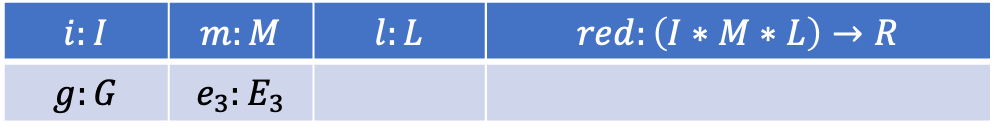 i: I m: M l: L red: (I ∗ M ∗ L) → R
g: G e₃: E₃